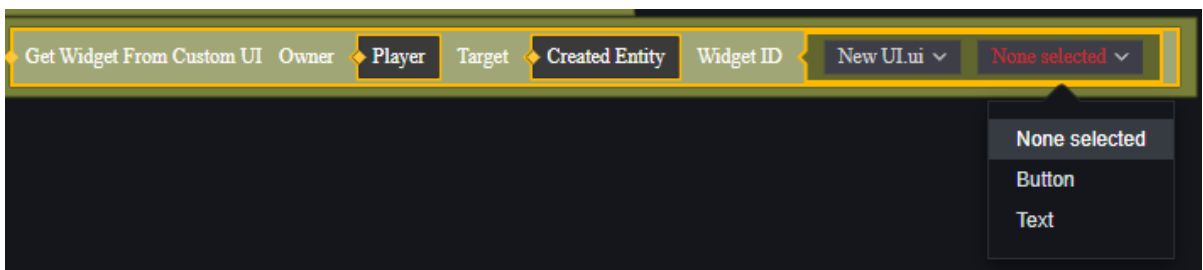 Get Widget From Custom UI Owner Player Target Created Entity Widget ID New UI.ui None selected
None selected
Button
Text